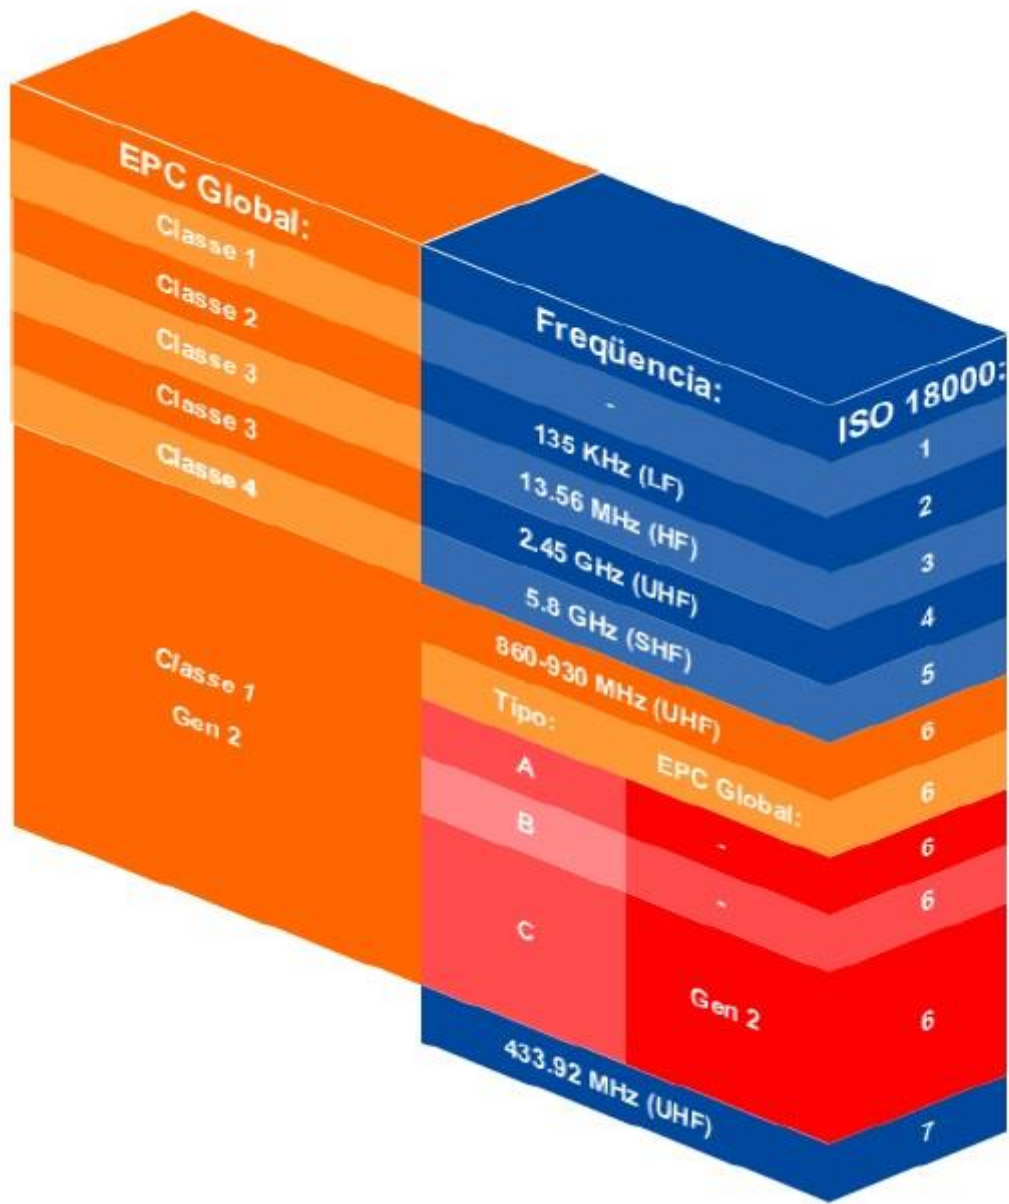 EPC Global:
Classe 1
Classe 2
Classe 3
Classe 3
Classe 4
Classe 1
Gen 2
Freqüencia:
-
135 KHz (LF)
13.56 MHz (HF)
2.45 GHz (UHF)
5.8 GHz (SHF)
860-930 MHz (UHF)
Tipo:
EPC Global:
A
-
B
-
C
Gen 2
433.92 MHz (UHF)
ISO 18000:
1
2
3
4
5
6
6
6
6
6
7